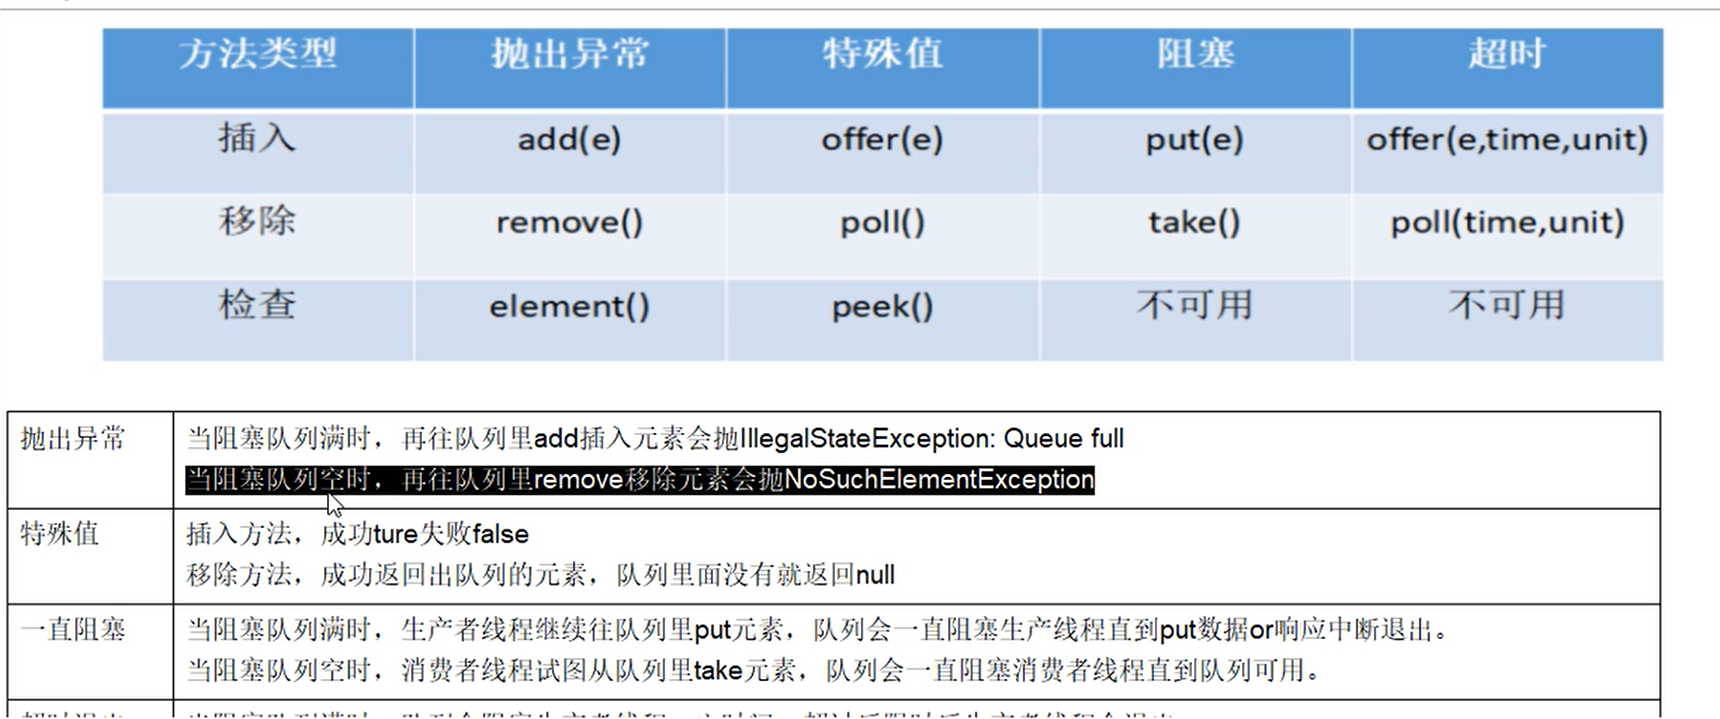 方法类型 抛出异常 特殊值 阻塞 超时
插入 add(e) offer(e) put(e) offer(e,time,unit)
移除 remove() poll() take() poll(time,unit)
检查 element() peek() 不可用 不可用
抛出异常 当阻塞队列满时，再往队列里add插入元素会抛IllegalStateException: Queue full
当阻塞队列空时，再往队列里remove移除元素会抛NoSuchElementException
特殊值 插入方法，成功ture失败false
移除方法，成功返回出队列的元素，队列里面没有就返回null
一直阻塞 当阻塞队列满时，生产者线程继续往队列里put元素，队列会一直阻塞生产线程直到put数据or响应中断退出。
当阻塞队列空时，消费者线程试图从队列里take元素，队列会一直阻塞消费者线程直到队列可用。